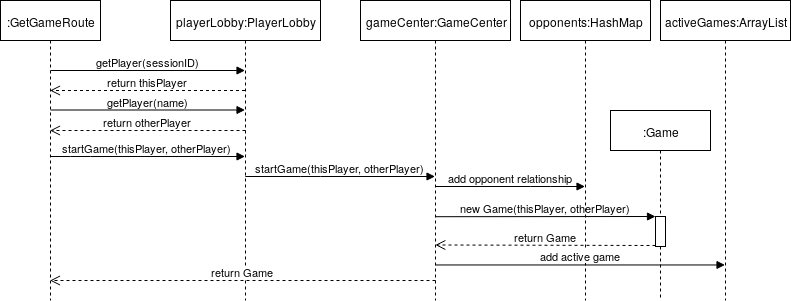 :GetGameRoute
playerLobby:PlayerLobby
gameCenter:GameCenter
opponents:HashMap
activeGames:ArrayList
getPlayer(sessionID)
return thisPlayer
getPlayer(name)
return otherPlayer
:Game
startGame(thisPlayer, otherPlayer)
startGame(thisPlayer, otherPlayer)
add opponent relationship
new Game(thisPlayer, otherPlayer)
return Game
add active game
return Game